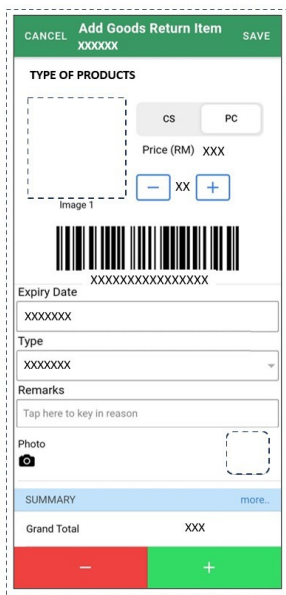 CANCEL Add Goods Return Item SAVE
XXXXXX
TYPE OF PRODUCTS
CS PC
Price (RM) XXX
− XX +
Image 1
XXXXXXXXXXXXXXXXX
Expiry Date
XXXXXXX
Type
XXXXXXX
Remarks
Tap here to key in reason
Photo
SUMMARY more..
Grand Total XXX
− +